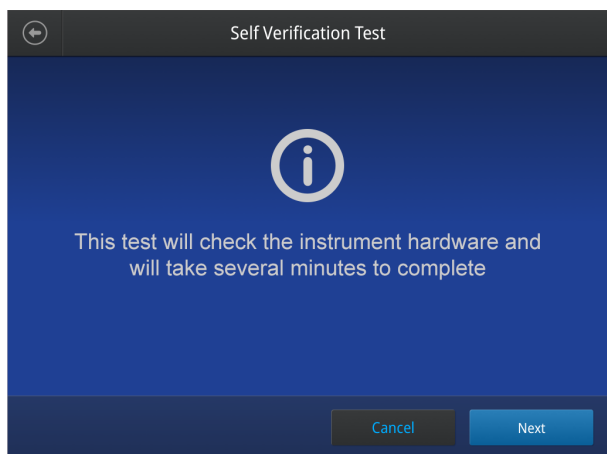 Self Verification Test
This test will check the instrument hardware and
will take several minutes to complete
Cancel
Next